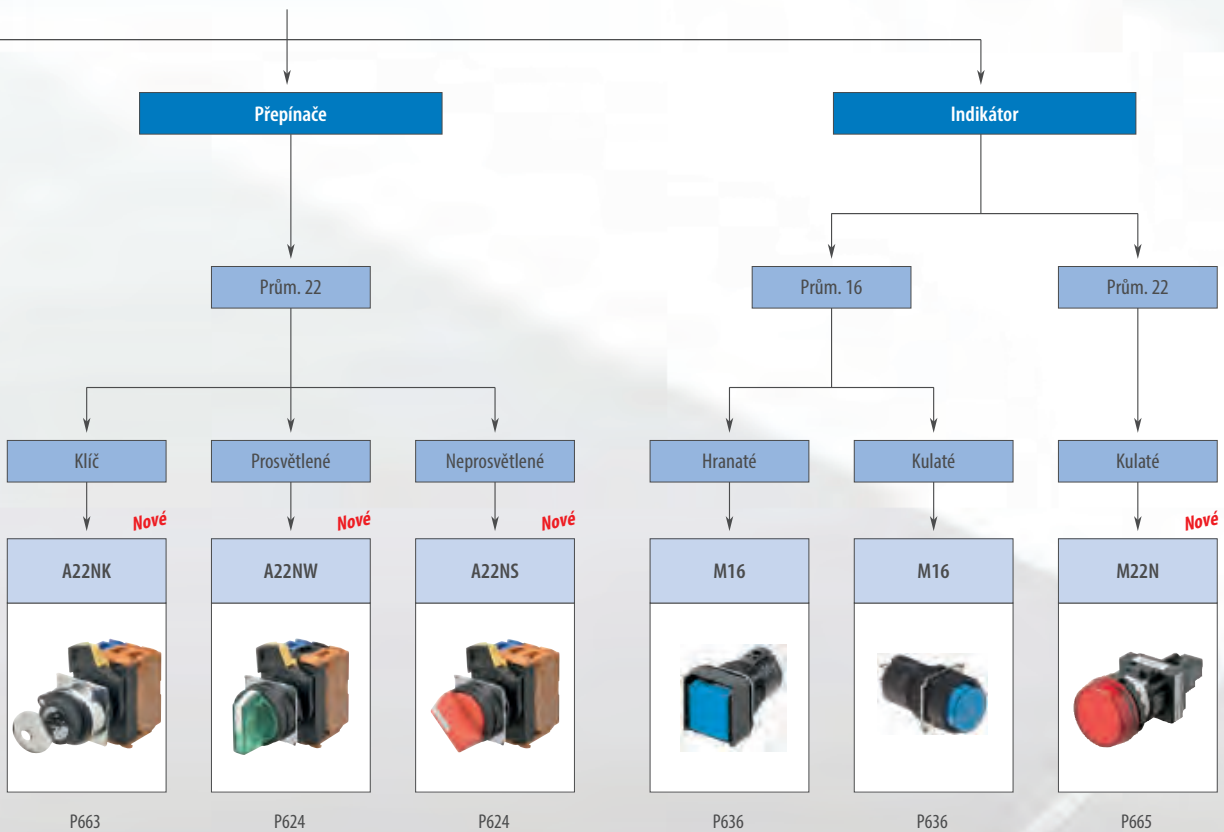 Přepínače
Indikátor
Prům. 22
Prům. 16
Prům. 22
Klíč
Prosvětlené
Neprosvětlené
Hranaté
Kulaté
Kulaté
Nové
Nové
Nové
Nové
A22NK
A22NW
A22NS
M16
M16
M22N
P663
P624
P624
P636
P636
P665